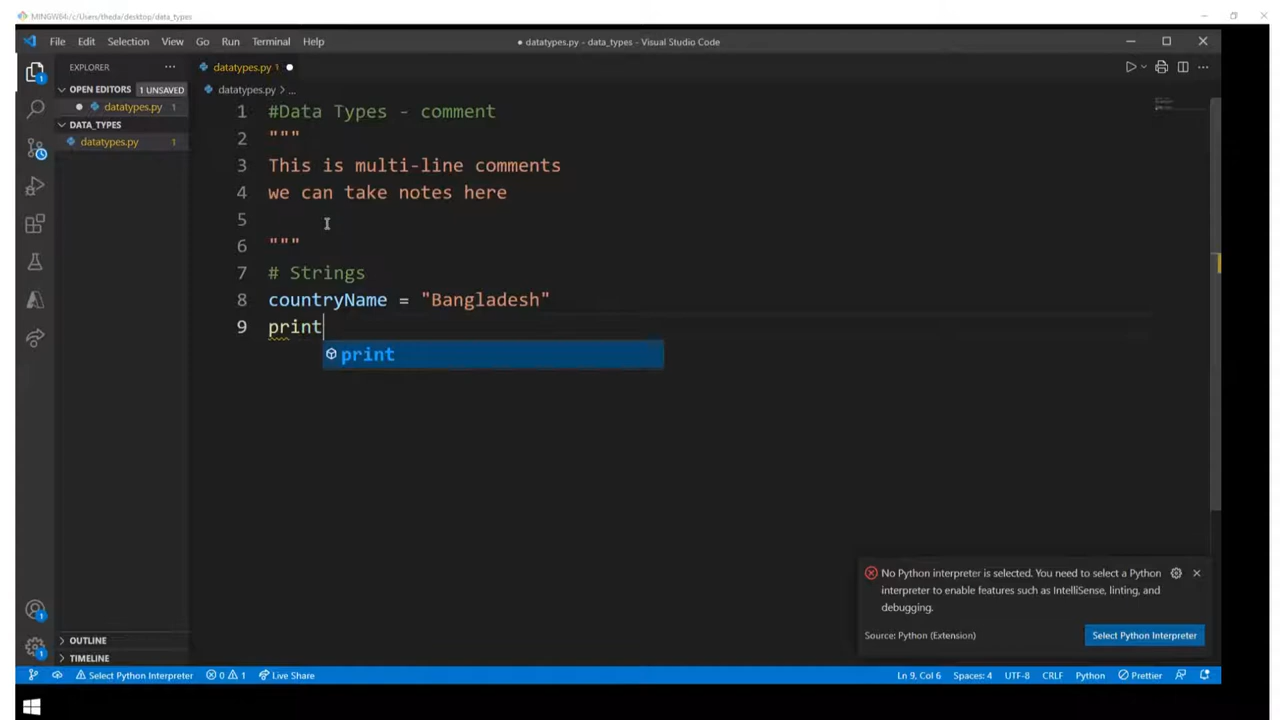 MINGW64:/c/Users/theda/desktop/data_types
File Edit Selection View Go Run Terminal Help
● datatypes.py - data_types - Visual Studio Code
EXPLORER
OPEN EDITORS 1 UNSAVED
datatypes.py 1
DATA_TYPES
datatypes.py 1
OUTLINE
TIMELINE
datatypes.py 1
datatypes.py > ...
1 #Data Types - comment
2 """
3 This is multi-line comments
4 we can take notes here
5
6 """
7 # Strings
8 countryName = "Bangladesh"
9 print
print
No Python interpreter is selected. You need to select a Python
interpreter to enable features such as IntelliSense, linting, and
debugging.
Source: Python (Extension) Select Python Interpreter
Select Python Interpreter 0 1 Live Share Ln 9, Col 6 Spaces: 4 UTF-8 CRLF Python Prettier